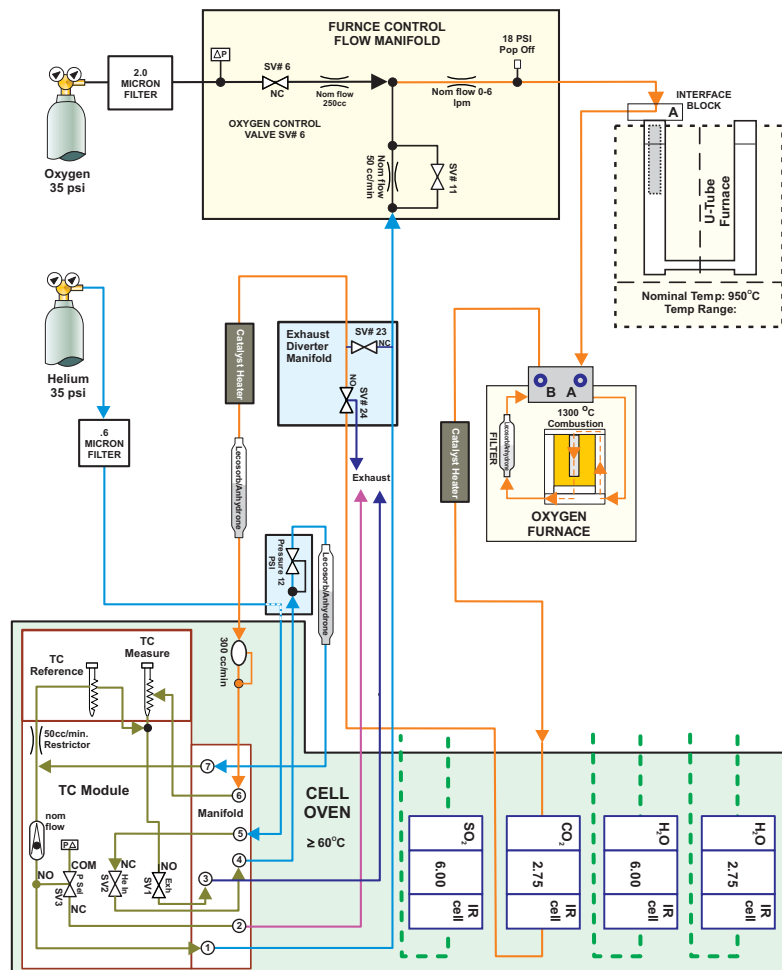 FURNCE CONTROL
FLOW MANIFOLD
2.0
MICRON
FILTER
ΔP
SV# 6
NC
Nom flow
250cc
18 PSI
Pop Off
Nom flow 0-6
lpm
OXYGEN CONTROL
VALVE SV# 6
Nom flow
50 cc/min
SV# 11
Oxygen
35 psi
INTERFACE
BLOCK
A
U-Tube
Furnace
Nominal Temp: 950°C
Temp Range:
Helium
35 psi
.6
MICRON
FILTER
Catalyst Heater
Lecosorb/Anhydrone
Exhaust
Diverter
Manifold
SV# 23
NC
NO
SV# 24
Exhaust
Catalyst Heater
B A
1300 °C
Combustion
FILTER
Lecosorb/Anhydrone
OXYGEN
FURNACE
Pressure 12
PSI
Lecosorb/Anhydrone
300 cc/min
TC
Reference
TC
Measure
50cc/min.
Restrictor
TC Module
7
6
Manifold
5
4
3
2
1
CELL
OVEN
≥ 60°C
nom
flow
NO
PΔ
COM
P Sel
SV3
NC
NC
He In
SV2
NO
Exh
SV1
SO2
6.00
IR
cell
CO2
2.75
IR
cell
H2O
6.00
IR
cell
H2O
2.75
IR
cell